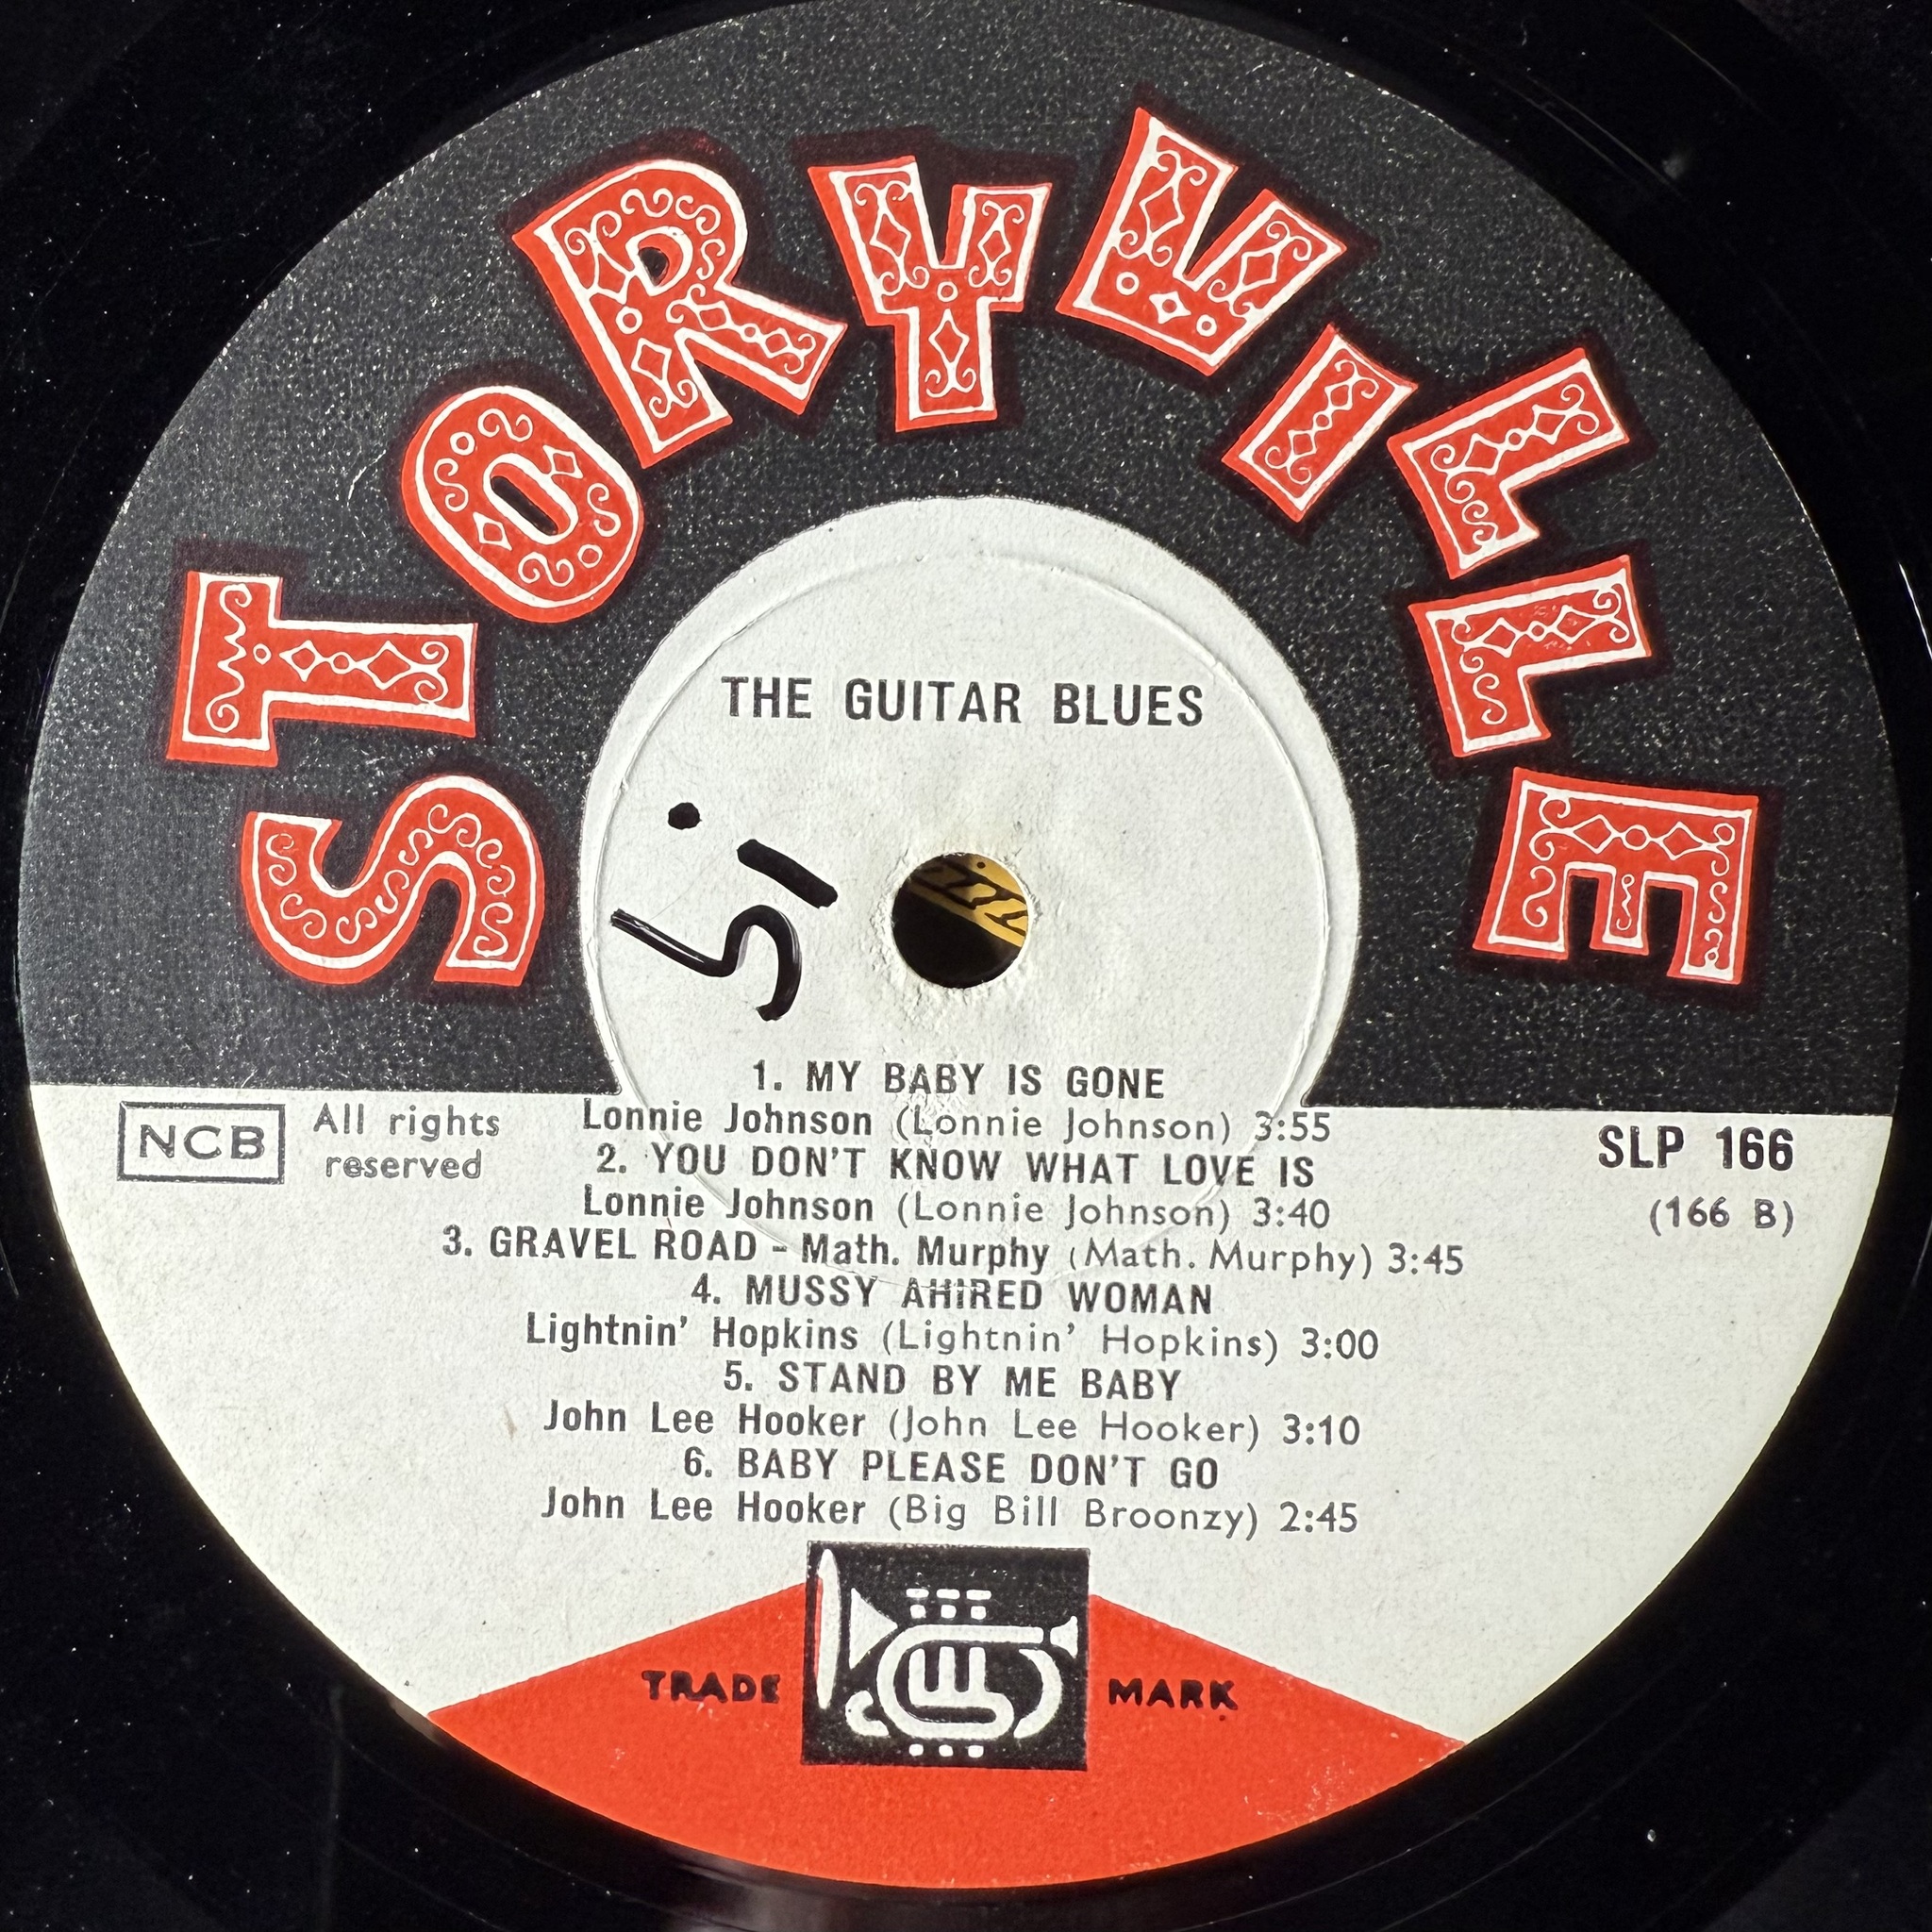 STORYVILLE
THE GUITAR BLUES
1. MY BABY IS GONE
Lonnie Johnson (Lonnie Johnson) 3:55
2. YOU DON'T KNOW WHAT LOVE IS
Lonnie Johnson (Lonnie Johnson) 3:40
3. GRAVEL ROAD - Math. Murphy (Math. Murphy) 3:45
4. MUSSY AHIRED WOMAN
Lightnin' Hopkins (Lightnin' Hopkins) 3:00
5. STAND BY ME BABY
John Lee Hooker (John Lee Hooker) 3:10
6. BABY PLEASE DON'T GO
John Lee Hooker (Big Bill Broonzy) 2:45
NCB
All rights
reserved
SLP 166
(166 B)
TRADE MARK